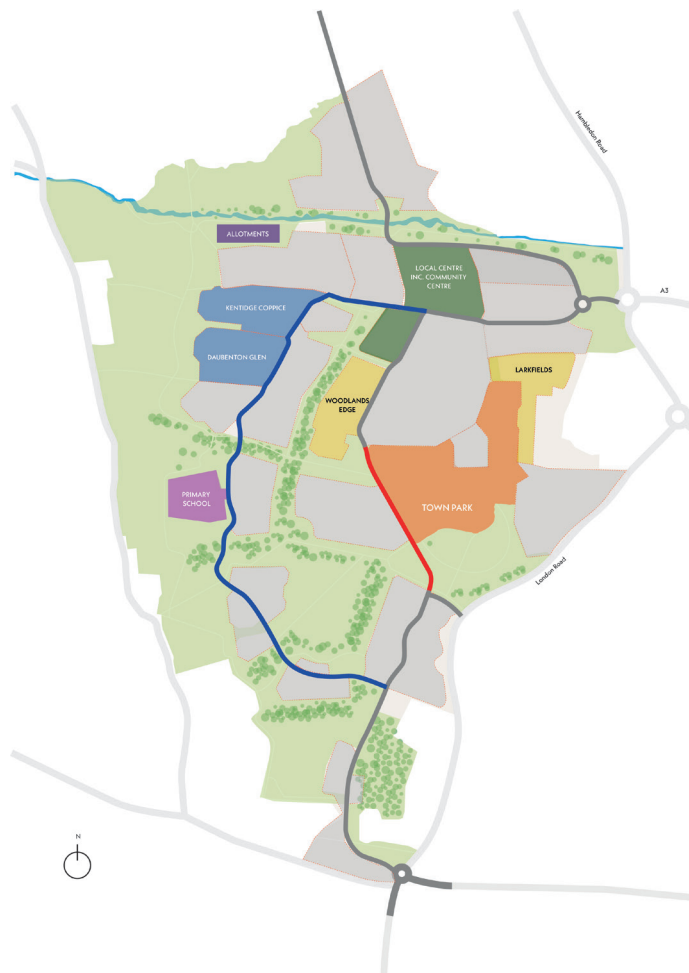 Hambledon Road
ALLOTMENTS
LOCAL CENTRE
INC. COMMUNITY
CENTRE
A3
KENTIDGE COPPICE
DAUBENTON GLEN
LARKFIELDS
WOODLANDS
EDGE
PRIMARY
SCHOOL
TOWN PARK
London Road
N